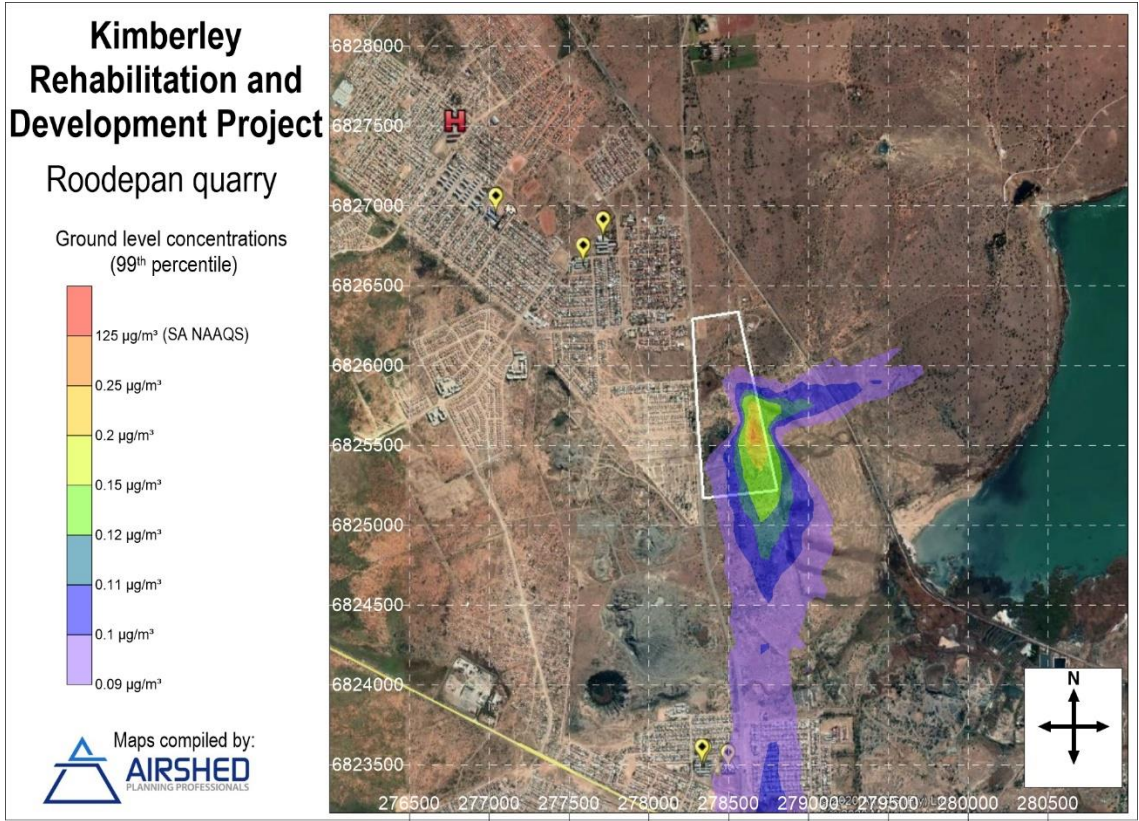 Kimberley
Rehabilitation and
Development Project
Roodepan quarry
Ground level concentrations
(99th percentile)
125 µg/m³ (SA NAAQS)
0.25 µg/m³
0.2 µg/m³
0.15 µg/m³
0.12 µg/m³
0.11 µg/m³
0.1 µg/m³
0.09 µg/m³
Maps compiled by:
AIRSHED
PLANNING PROFESSIONALS
6828000
6827500
H
6827000
6826500
6826000
6825500
6825000
6824500
6824000
6823500
276500 277000 277500 278000 278500 279000 279500 280000 280500
N